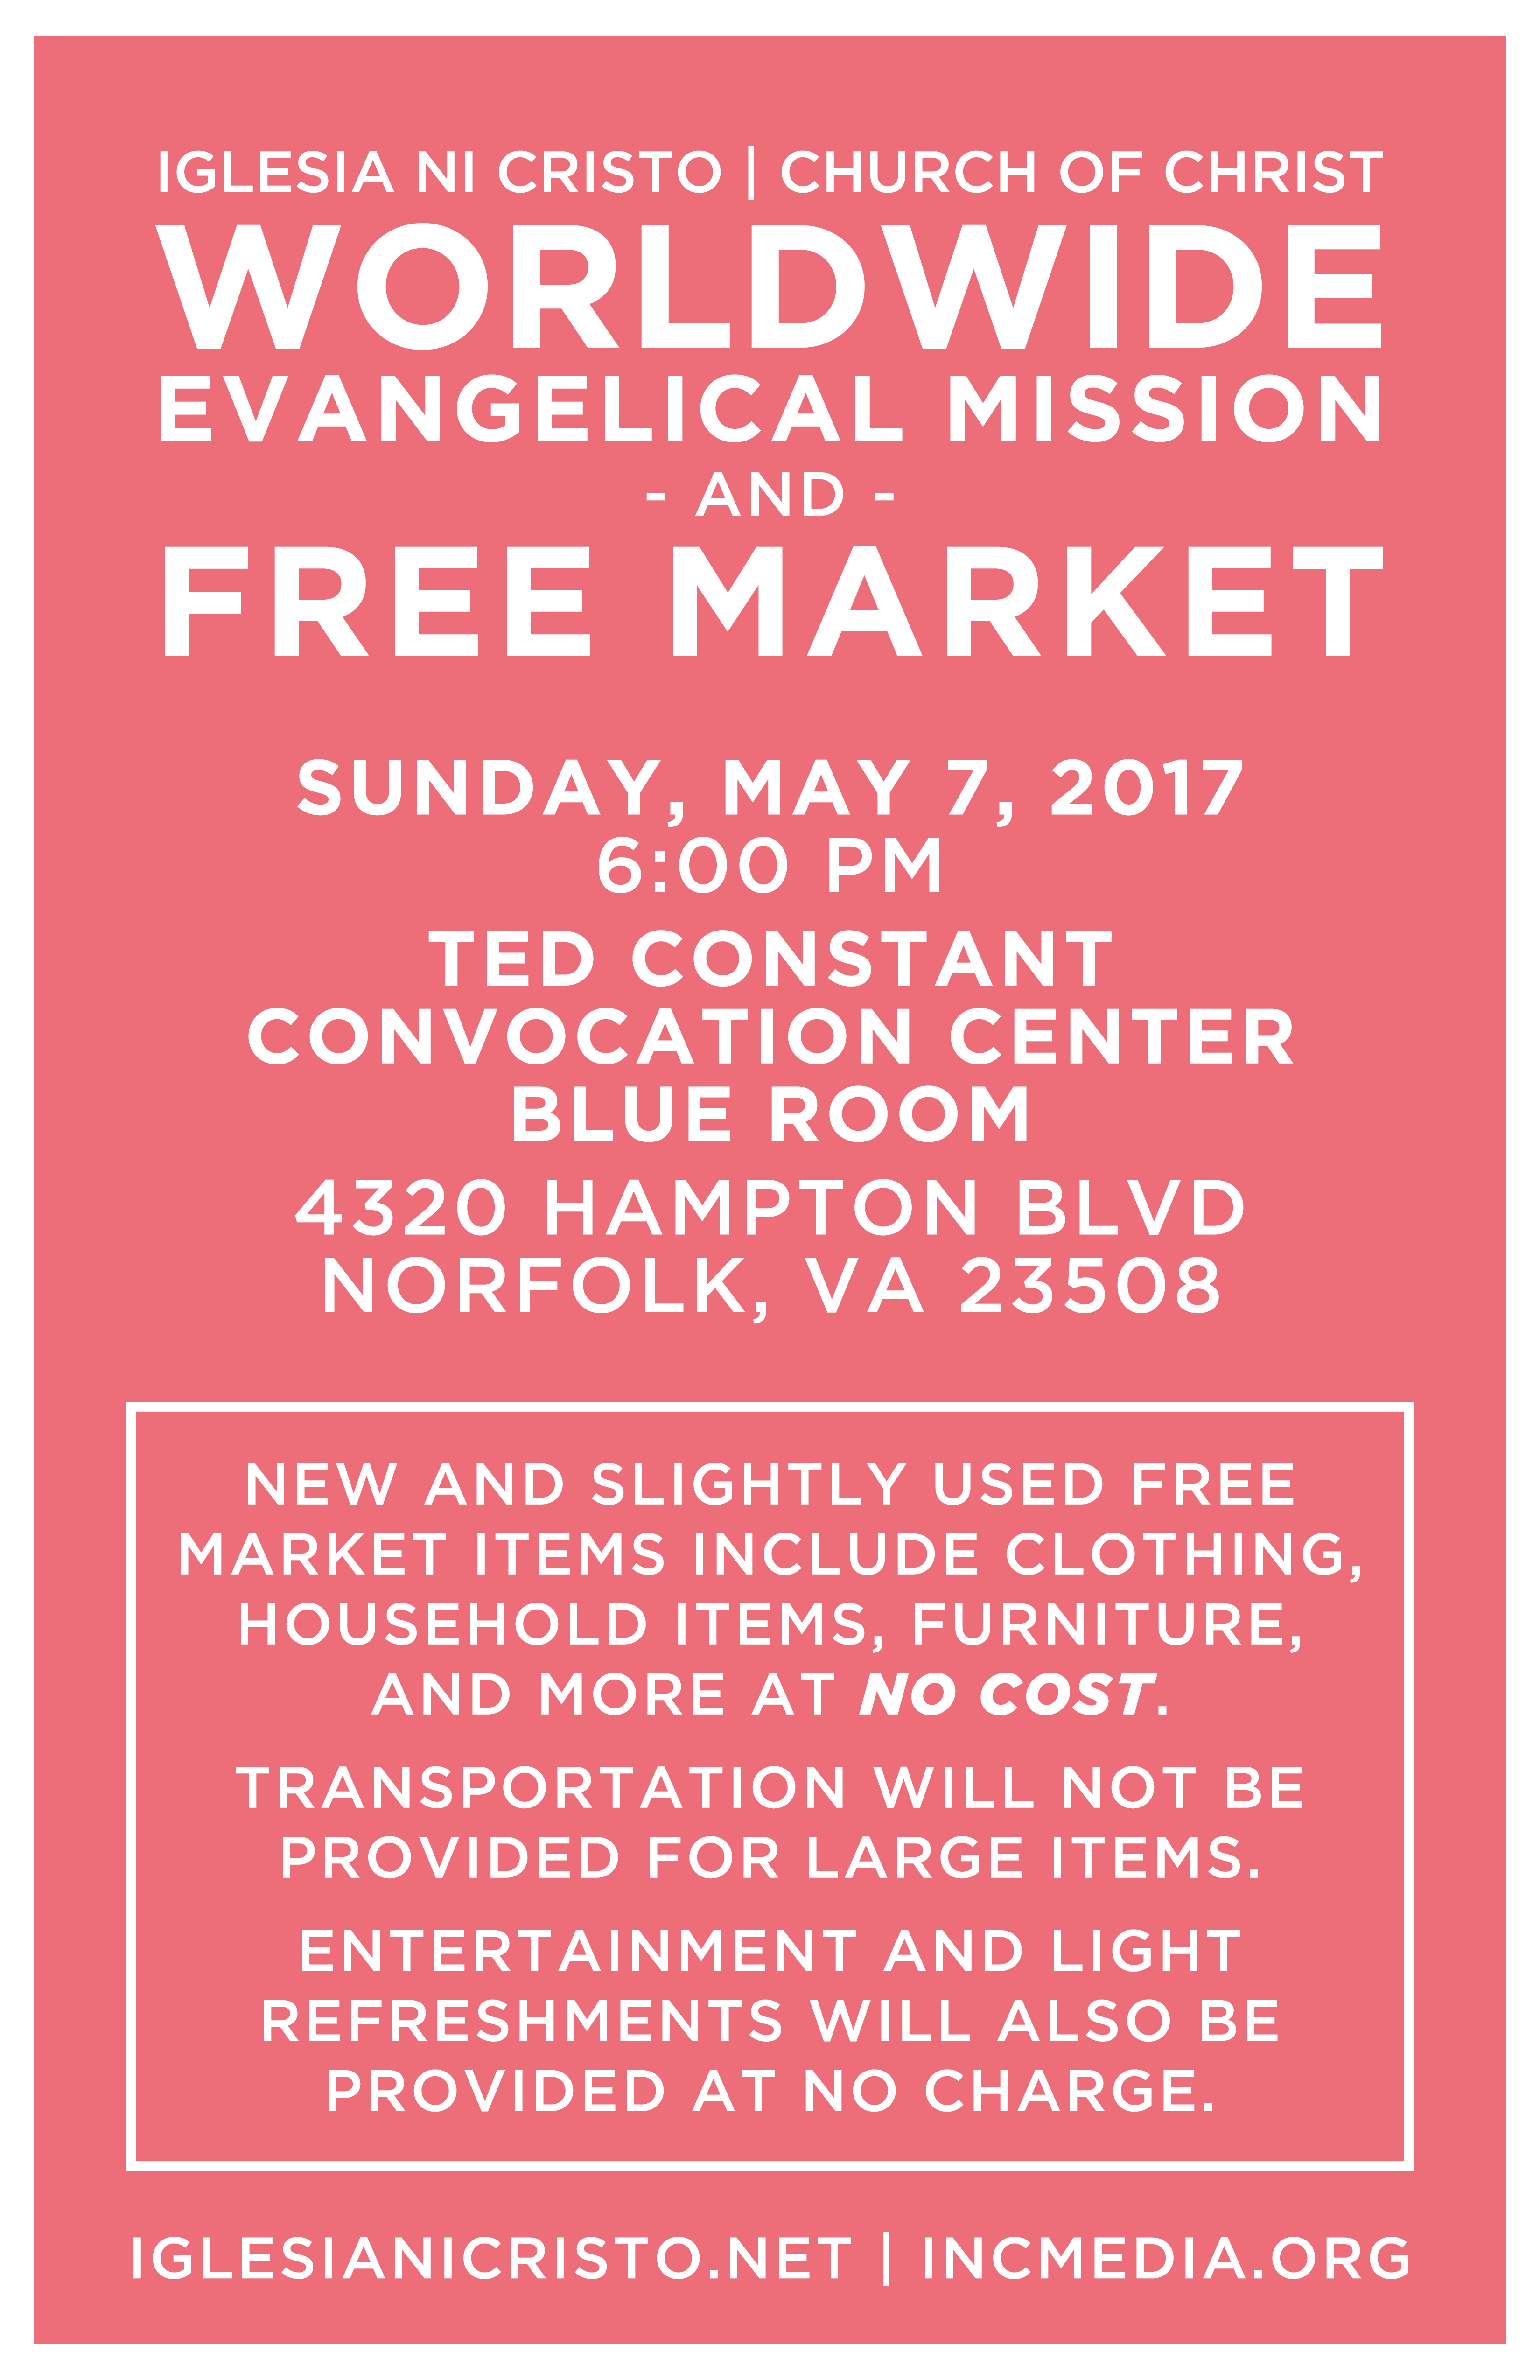 IGLESIA NI CRISTO | CHURCH OF CHRIST
WORLDWIDE
EVANGELICAL MISSION
- AND -
FREE MARKET
SUNDAY, MAY 7, 2017
6:00 PM
TED CONSTANT
CONVOCATION CENTER
BLUE ROOM
4320 HAMPTON BLVD
NORFOLK, VA 23508
NEW AND SLIGHTLY USED FREE
MARKET ITEMS INCLUDE CLOTHING,
HOUSEHOLD ITEMS, FURNITURE,
AND MORE AT NO COST.
TRANSPORTATION WILL NOT BE
PROVIDED FOR LARGE ITEMS.
ENTERTAINMENT AND LIGHT
REFRESHMENTS WILL ALSO BE
PROVIDED AT NO CHARGE.
IGLESIANICRISTO.NET | INCMEDIA.ORG